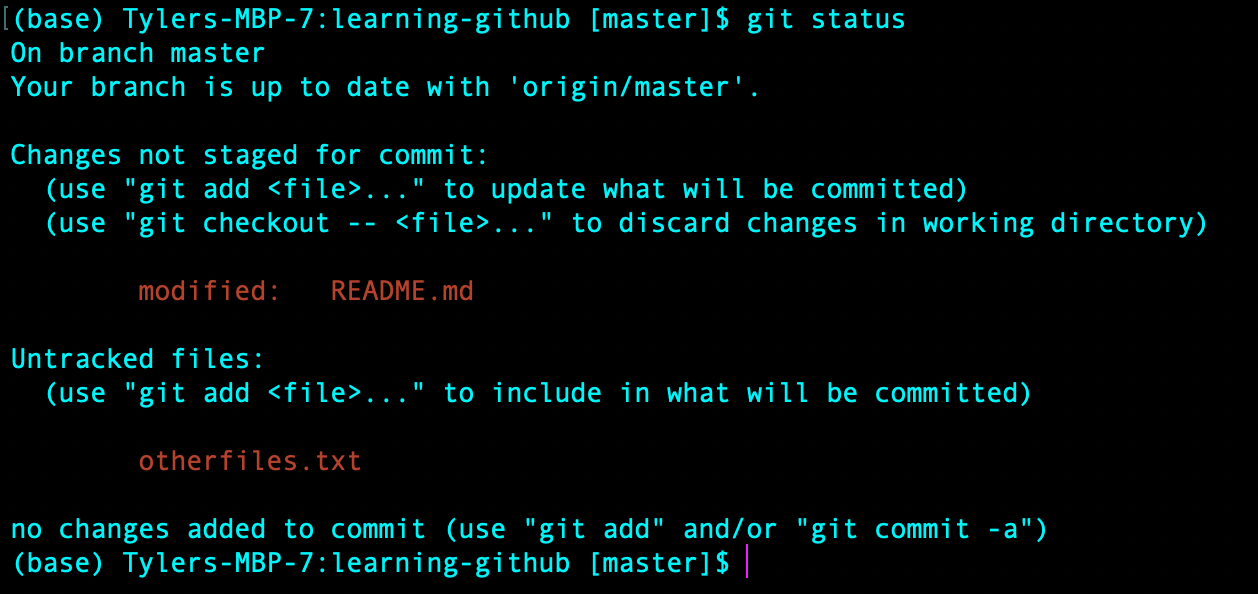 [(base) Tylers-MBP-7:learning-github [master]$ git status
On branch master
Your branch is up to date with 'origin/master'.
Changes not staged for commit:
  (use "git add <file>..." to update what will be committed)
  (use "git checkout -- <file>..." to discard changes in working directory)
        modified:   README.md
Untracked files:
  (use "git add <file>..." to include in what will be committed)
        otherfiles.txt
no changes added to commit (use "git add" and/or "git commit -a")
(base) Tylers-MBP-7:learning-github [master]$